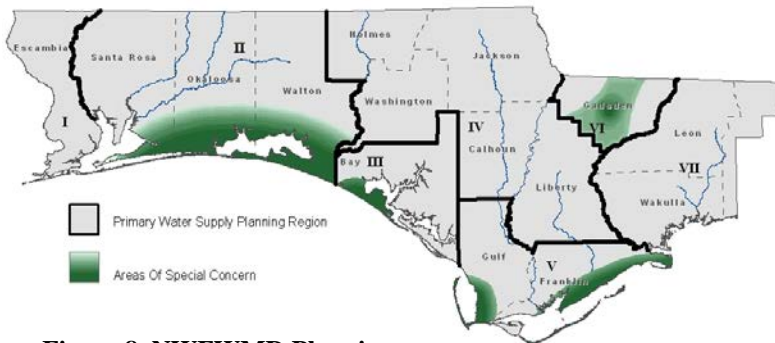 Escambia
Santa Rosa
II
Okaloosa
Walton
Holmes
Jackson
Washington
I
Bay
III
IV
Calhoun
Gadsden
VI
Leon
VII
Liberty
Wakulla
Gulf
V
Franklin
Primary Water Supply Planning Region
Areas Of Special Concern